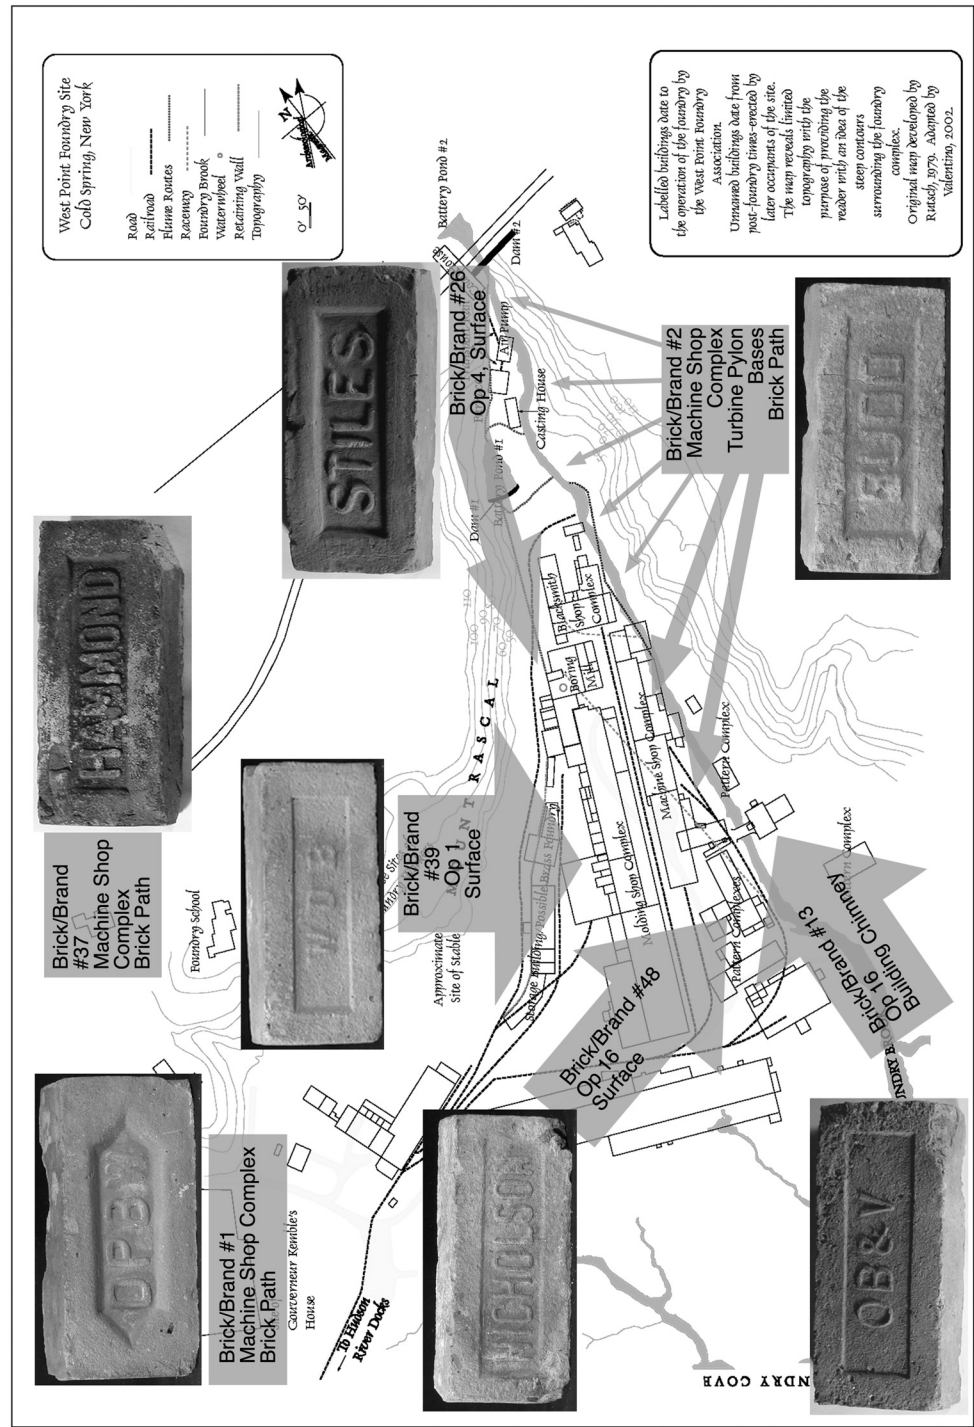 West Point Foundry Site
Cold Spring, New York
Road
Railroad
Flume Routes
Raceway
Foundry Brook
Waterwheel
Retaining Wall
Topography
0' 50'
N
Labelled buildings date to
the operation of the foundry by
the West Point Foundry
Association.
Unnamed buildings date from
post-foundry times-erected by
later occupants of the site.
The map reveals limited
topography with the
purpose of providing the
reader with an idea of the
steep contours
surrounding the foundry
complex.
Original map developed by
Rutsch, 1979. Adapted by
Valentino, 2002.
Battery Pond #2
Dam #2
STILES
Brick/Brand #26
Op 4, Surface
Air Pump
Casting House
Battery Pond #1
Dam #1
Brick/Brand #2
Machine Shop
Complex
Turbine Pylon
Bases
Brick Path
HAMMOND
Brick/Brand
#37
Machine Shop
Complex
Brick Path
110
100
90
RASCAL
Blacksmith
Shop
Complex
Boring
Mill
Machine Shop Complex
Molding Shop Complex
Pattern Complex
Pattern Complexes
Foundry School
Brick/Brand
#39
Op 1
Surface
Approximate
site of stable
Storage Building
Possible Brass Foundry
Brick/Brand #48
Op 16
Surface
Brick/Brand #13
Op 16
Building Chimney
DPBW
Brick/Brand #1
Machine Shop Complex
Brick Path
Gouverneur Kemble's
House
To Hudson
River Docks
NICHOLSON
OB&V
NDRY COVE